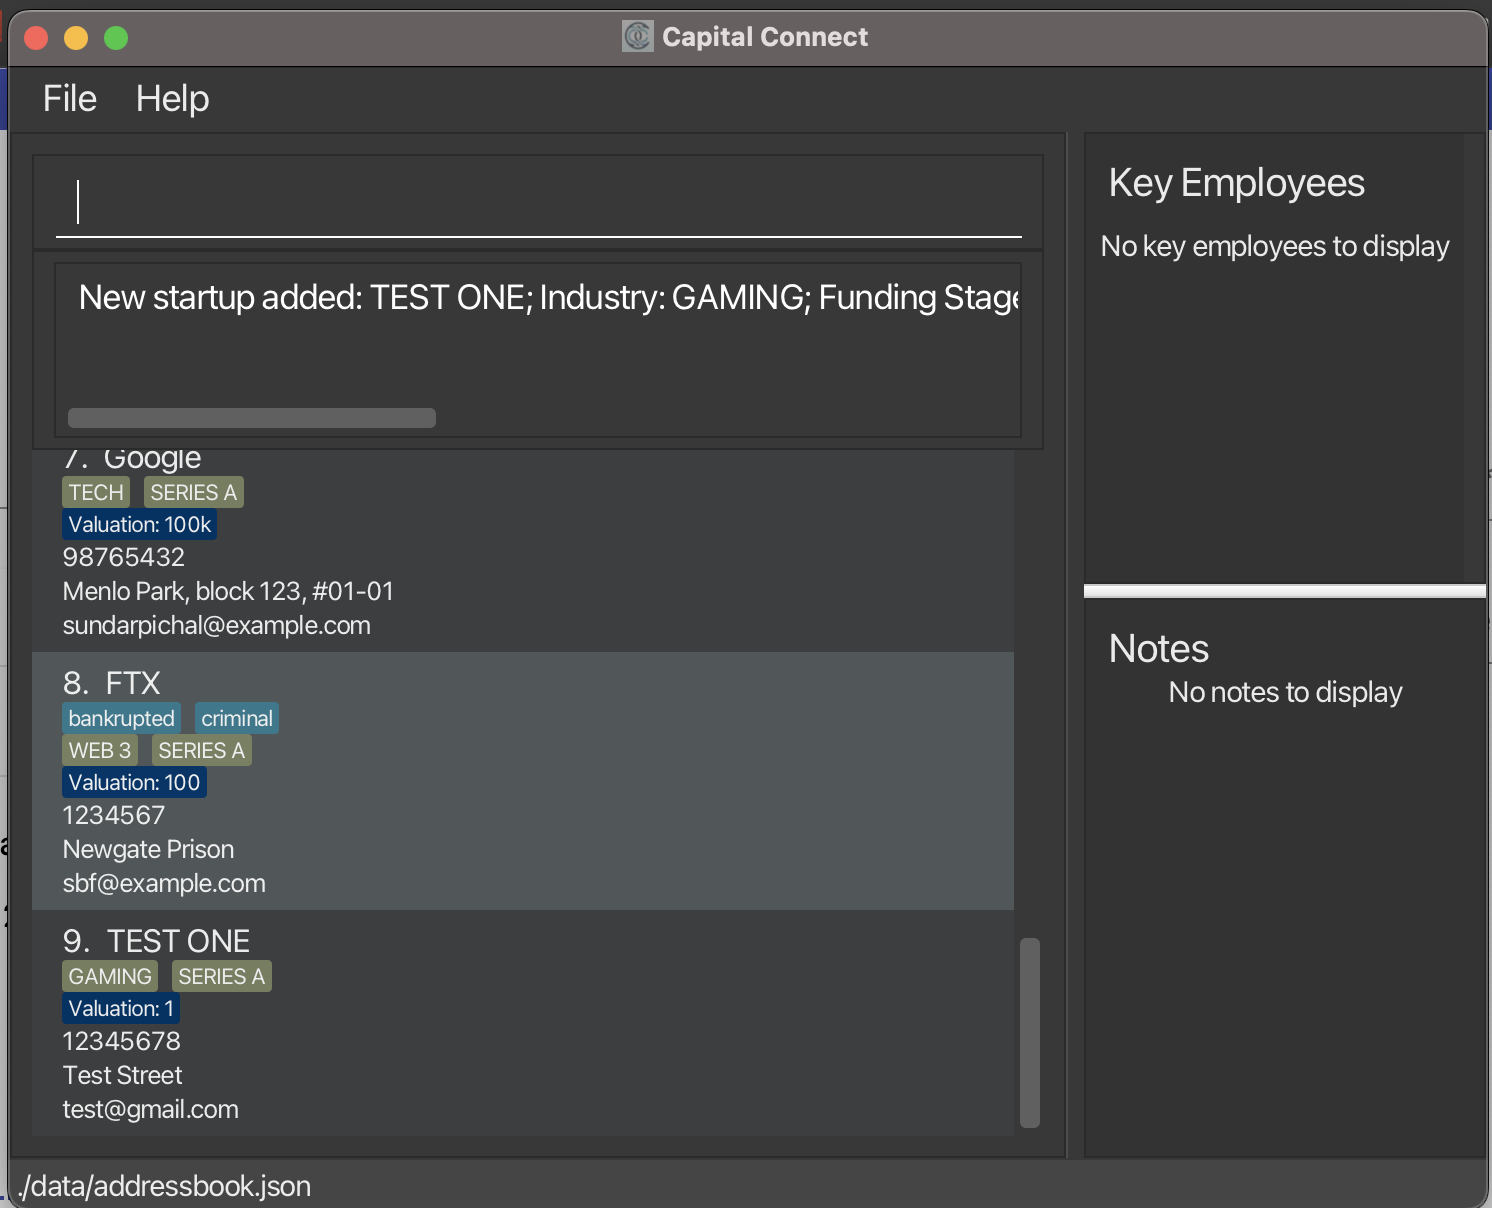 Capital Connect
File Help
New startup added: TEST ONE; Industry: GAMING; Funding Stage
7. Google
TECH SERIES A
Valuation: 100k
98765432
Menlo Park, block 123, #01-01
sundarpichal@example.com
8. FTX
bankrupted criminal
WEB 3 SERIES A
Valuation: 100
1234567
Newgate Prison
sbf@example.com
9. TEST ONE
GAMING SERIES A
Valuation: 1
12345678
Test Street
test@gmail.com
Key Employees
No key employees to display
Notes
No notes to display
./data/addressbook.json